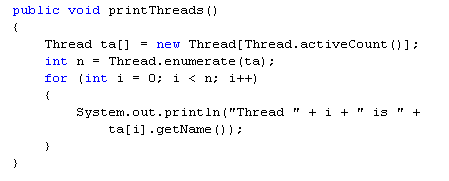 public void printThreads()
{
    Thread ta[] = new Thread[Thread.activeCount()];
    int n = Thread.enumerate(ta);
    for (int i = 0; i < n; i++)
    {
        System.out.println("Thread " + i + " is " +
            ta[i].getName());
    }
}